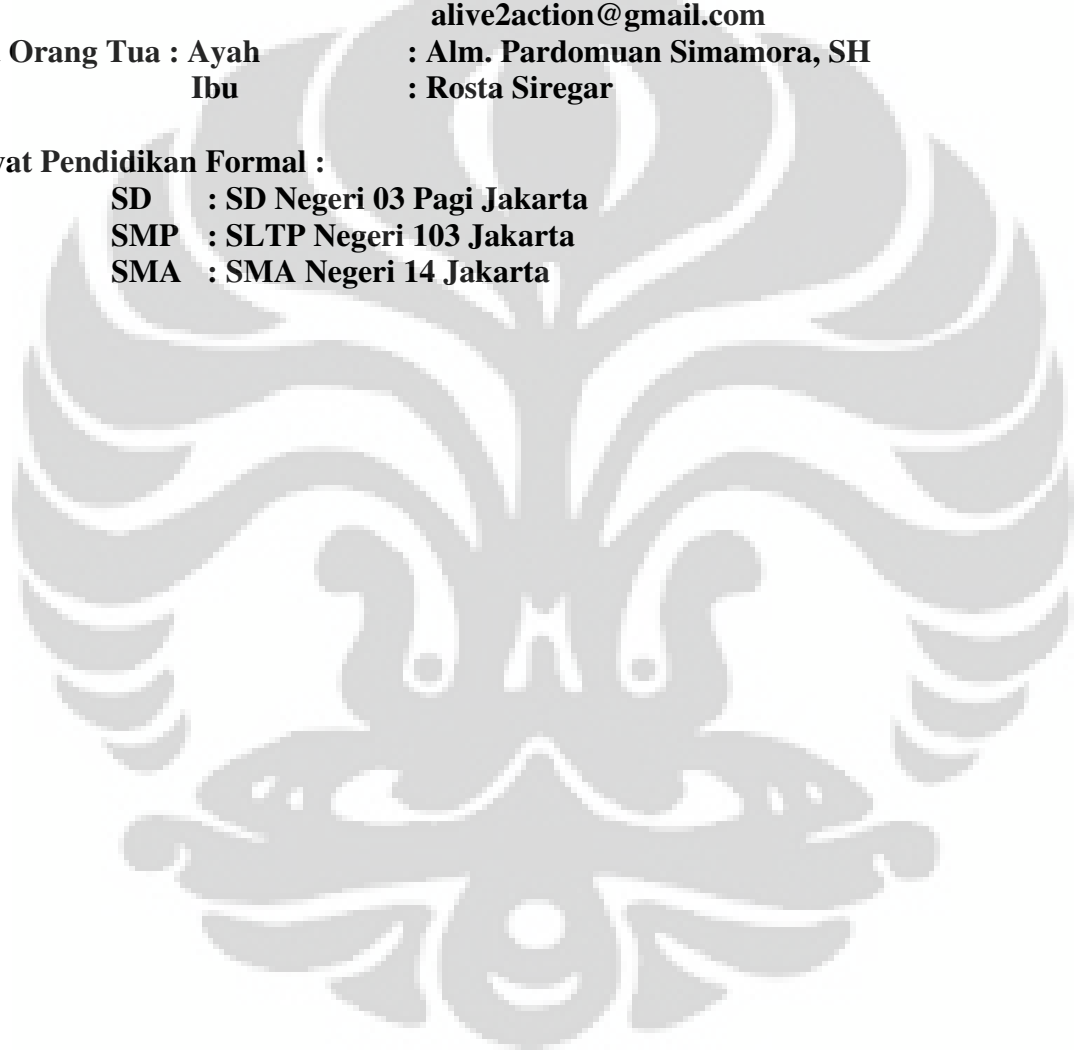 alive2action@gmail.com
Orang Tua : Ayah : Alm. Pardomuan Simamora, SH
Ibu : Rosta Siregar
Pendidikan Formal :
SD : SD Negeri 03 Pagi Jakarta
SMP : SLTP Negeri 103 Jakarta
SMA : SMA Negeri 14 Jakarta